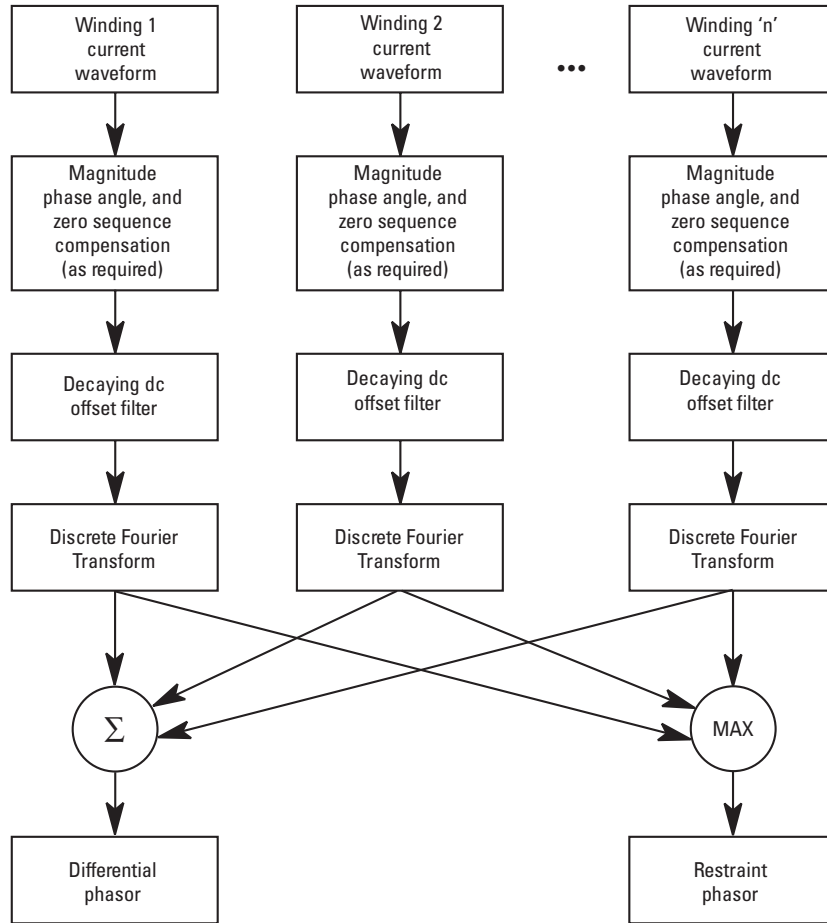 Winding 1
current
waveform
Winding 2
current
waveform
•••
Winding ‘n’
current
waveform
Magnitude
phase angle, and
zero sequence
compensation
(as required)
Magnitude
phase angle, and
zero sequence
compensation
(as required)
Magnitude
phase angle, and
zero sequence
compensation
(as required)
Decaying dc
offset filter
Decaying dc
offset filter
Decaying dc
offset filter
Discrete Fourier
Transform
Discrete Fourier
Transform
Discrete Fourier
Transform
Σ
MAX
Differential
phasor
Restraint
phasor